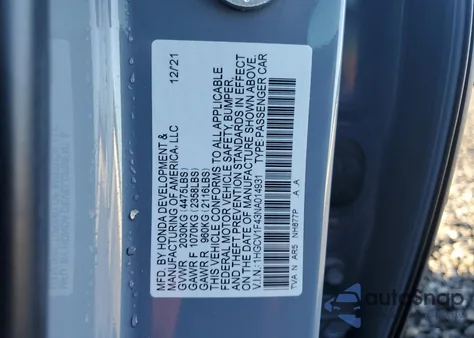 12/21
MFD. BY HONDA DEVELOPMENT &
MANUFACTURING OF AMERICA, LLC
GVWR 2030KG (4475LBS)
GAWR F 1070KG (2358LBS)
GAWR R 960KG (2116LBS)
THIS VEHICLE CONFORMS TO ALL APPLICABLE
FEDERAL MOTOR VEHICLE SAFETY, BUMPER,
AND THEFT PREVENTION STANDARDS IN EFFECT
ON THE DATE OF MANUFACTURE SHOWN ABOVE.
V.I.N.: 1HGCV1F43NA014931 TYPE:PASSENGER CAR
TVA N AR5 NH877P A .A
autoSnap